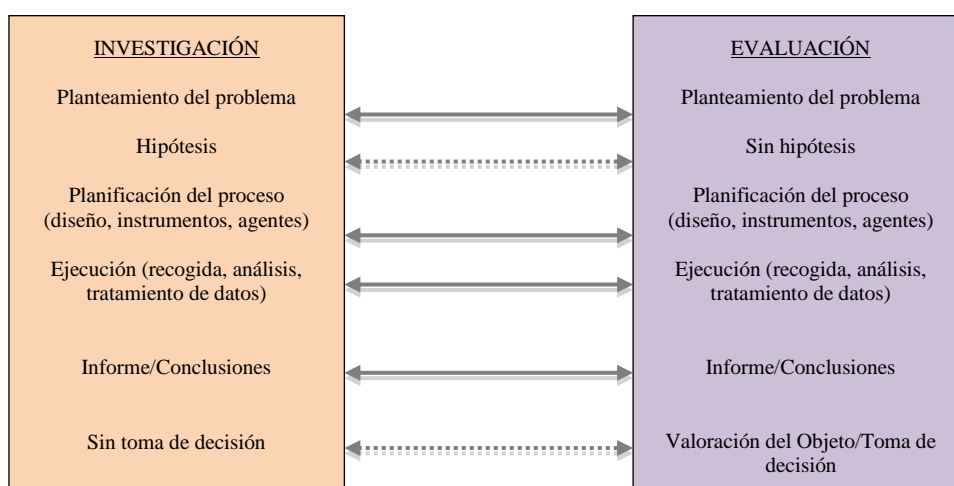 INVESTIGACIÓN
Planteamiento del problema
Hipótesis
Planificación del proceso
(diseño, instrumentos, agentes)
Ejecución (recogida, análisis,
tratamiento de datos)
Informe/Conclusiones
Sin toma de decisión
EVALUACIÓN
Planteamiento del problema
Sin hipótesis
Planificación del proceso
(diseño, instrumentos, agentes)
Ejecución (recogida, análisis,
tratamiento de datos)
Informe/Conclusiones
Valoración del Objeto/Toma de
decisión